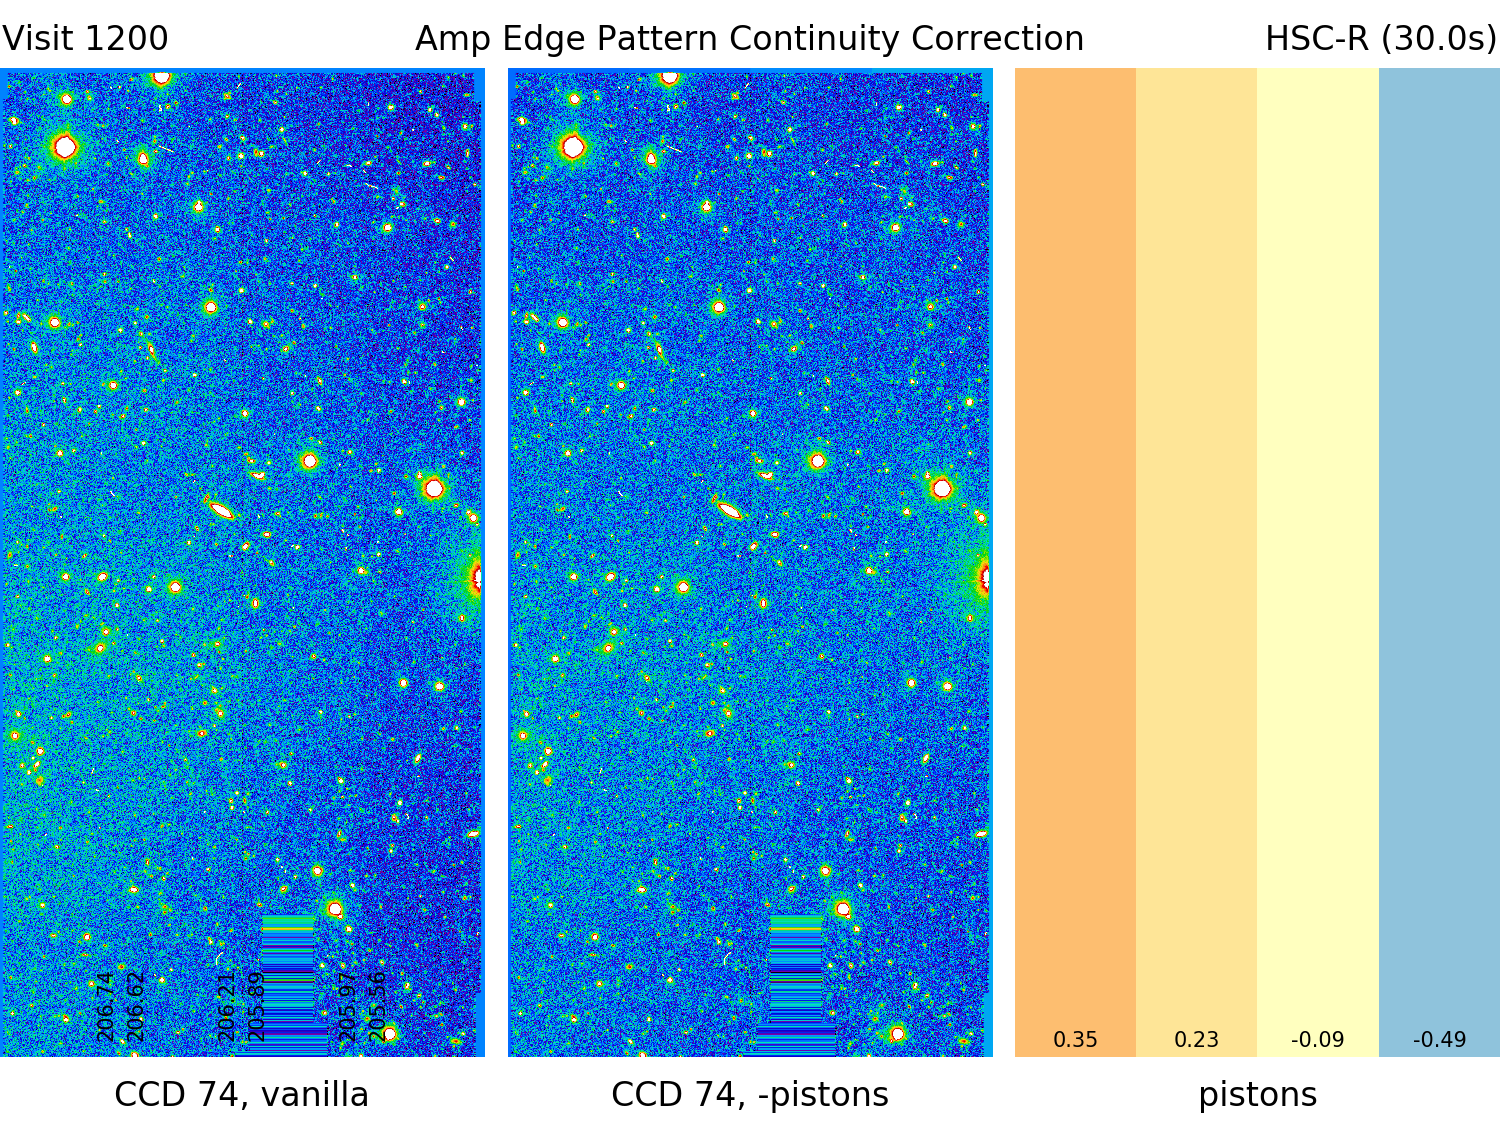 Visit 1200
Amp Edge Pattern Continuity Correction
HSC-R (30.0s)
206.74
206.62
206.21
205.89
205.97
205.56
0.35
0.23
-0.09
-0.49
CCD 74, vanilla
CCD 74, -pistons
pistons